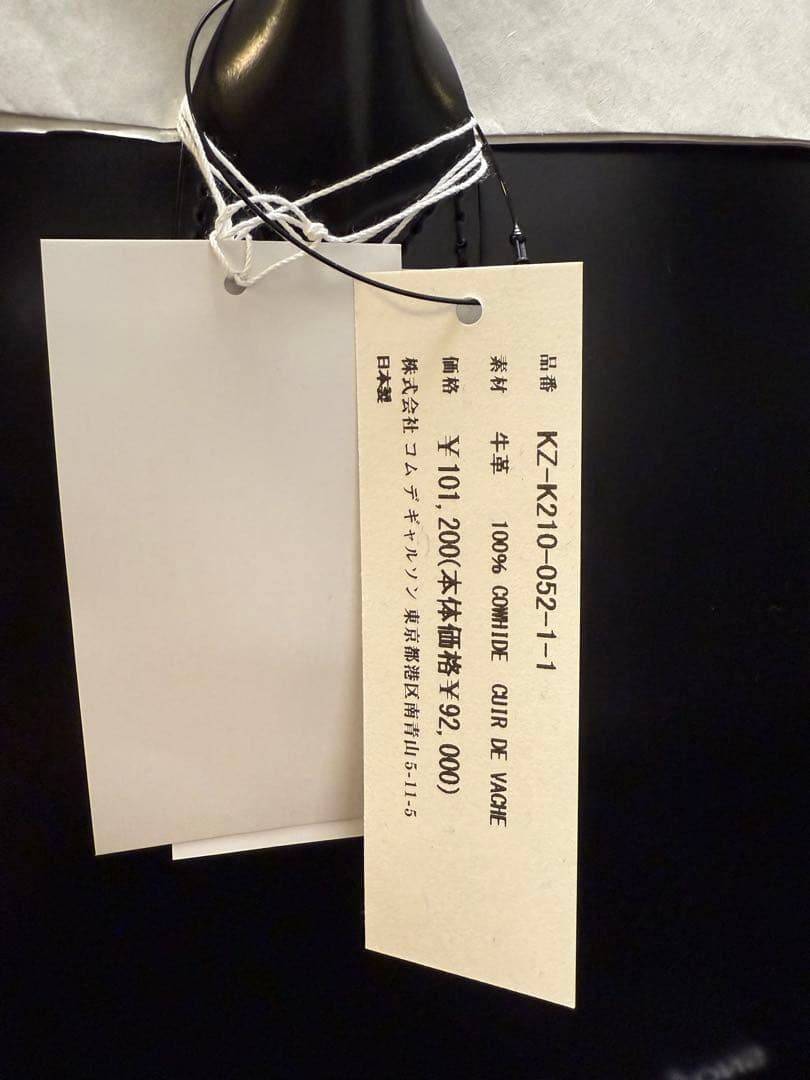 品番 KZ-K210-052-1-1
素材 牛革 100% COWHIDE CUIR DE VACHE
価格 ¥101,200(本体価格¥92,000)
株式会社 コム デ ギャルソン 東京都港区南青山 5-11-5
日本製